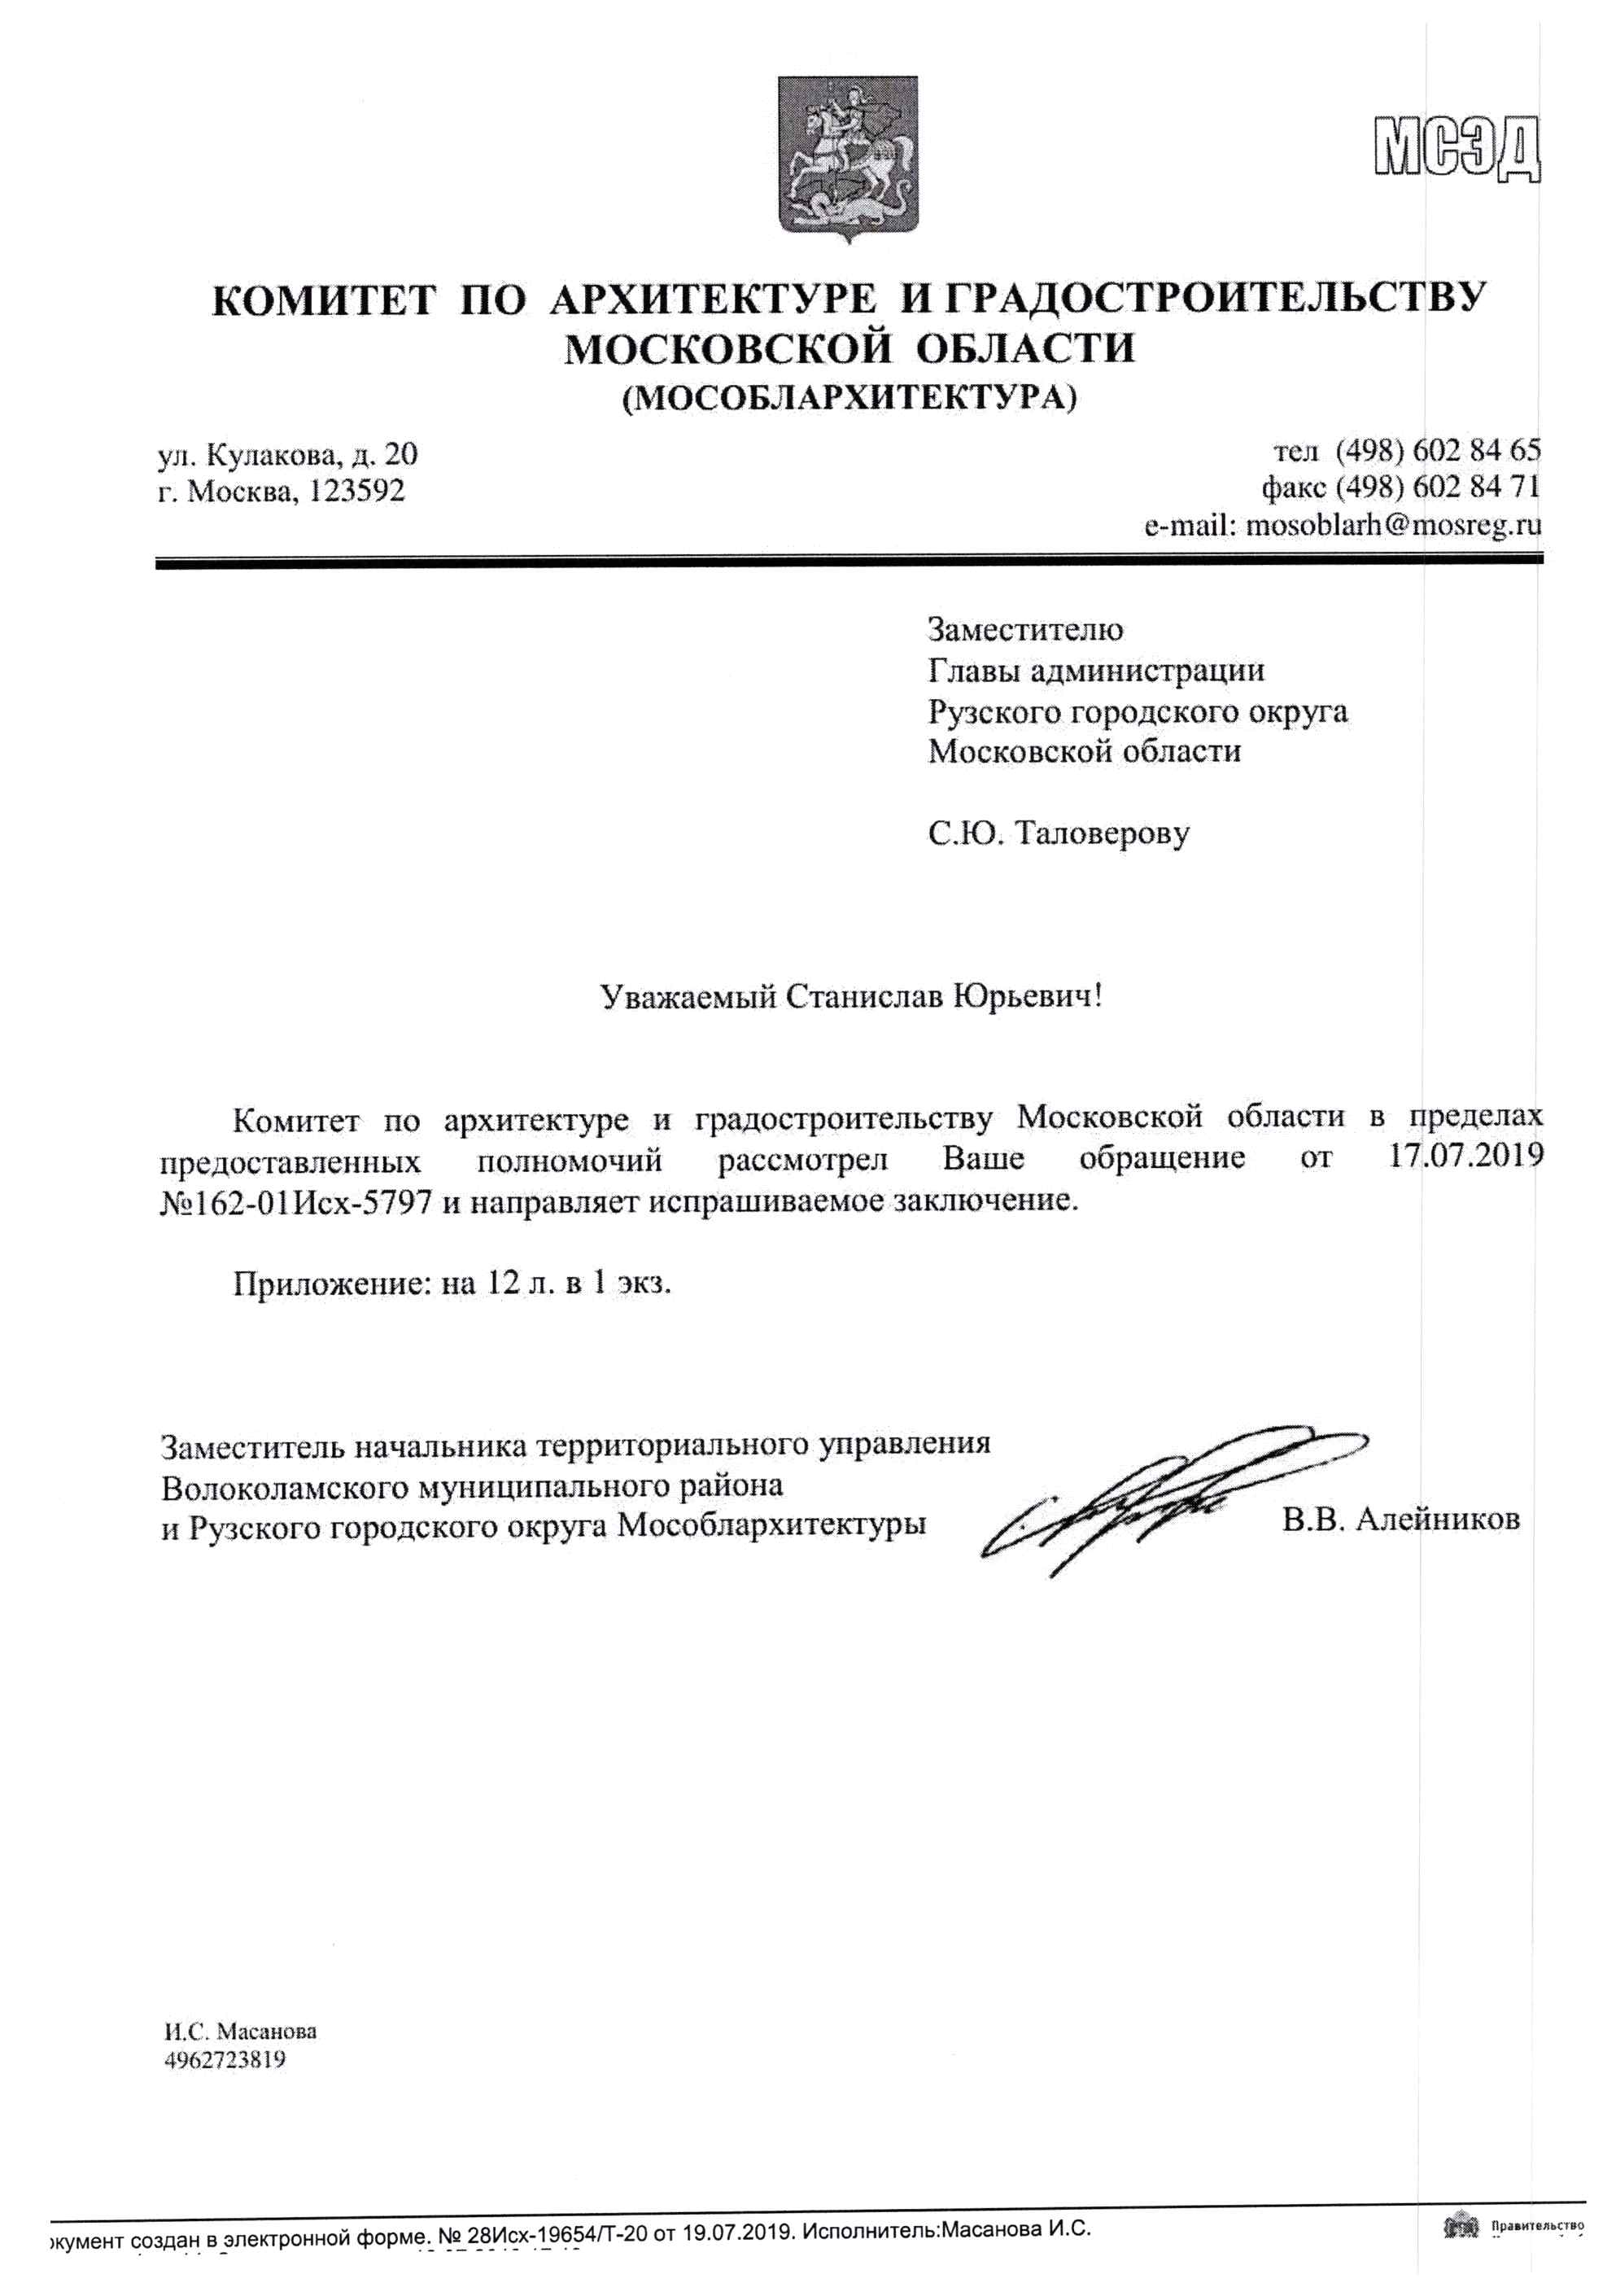 МСЭД
КОМИТЕТ ПО АРХИТЕКТУРЕ И ГРАДОСТРОИТЕЛЬСТВУ
МОСКОВСКОЙ ОБЛАСТИ
(МОСОБЛАРХИТЕКТУРА)
ул. Кулакова, д. 20
г. Москва, 123592
тел (498) 602 84 65
факс (498) 602 84 71
e-mail: mosoblarh@mosreg.ru
Заместителю
Главы администрации
Рузского городского округа
Московской области
С.Ю. Таловерову
Уважаемый Станислав Юрьевич!
Комитет по архитектуре и градостроительству Московской области в пределах
предоставленных полномочий рассмотрел Ваше обращение от 17.07.2019
№162-01Исх-5797 и направляет испрашиваемое заключение.
Приложение: на 12 л. в 1 экз.
Заместитель начальника территориального управления
Волоколамского муниципального района
и Рузского городского округа Мособлархитектуры
В.В. Алейников
И.С. Масанова
4962723819
окумент создан в электронной форме. № 28Исх-19654/Т-20 от 19.07.2019. Исполнитель:Масанова И.С.
Правительство